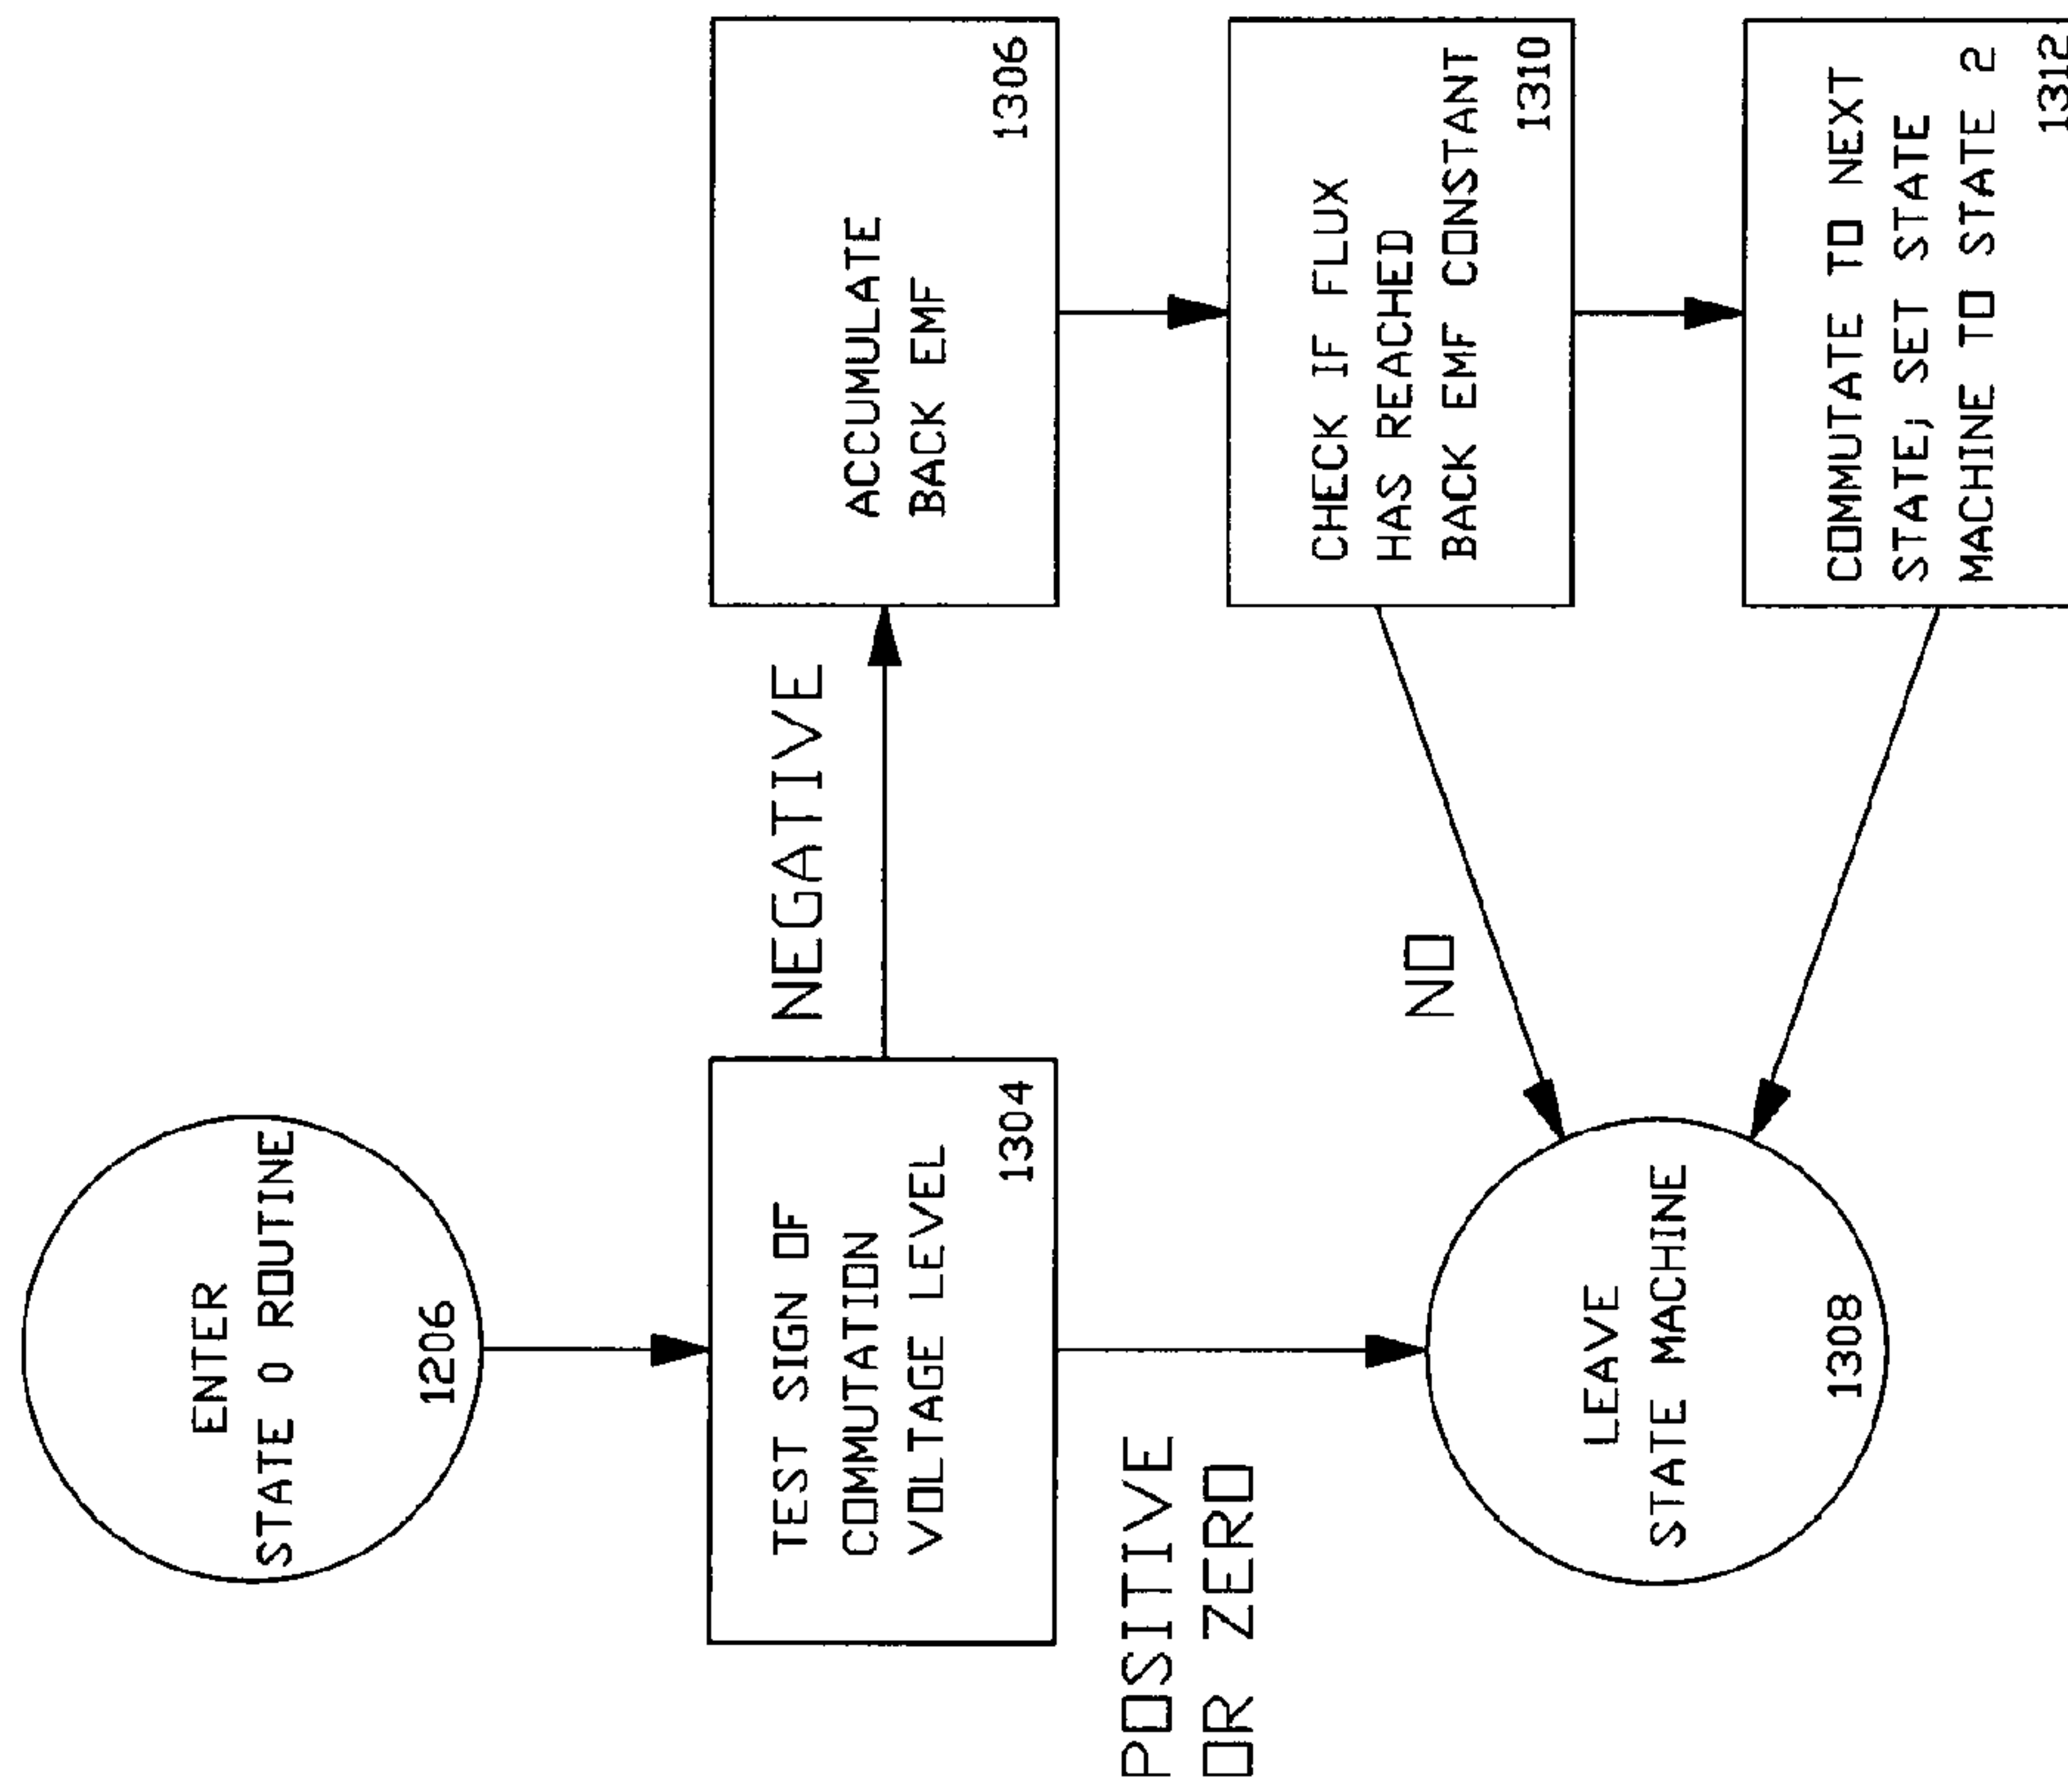 ENTER
STATE 0 ROUTINE
1206
TEST SIGN OF
COMMUTATION
VOLTAGE LEVEL
1304
NEGATIVE
ACCUMULATE
BACK EMF
1306
POSITIVE
OR ZERO
CHECK IF FLUX
HAS REACHED
BACK EMF CONSTANT
1310
NO
LEAVE
STATE MACHINE
1308
COMMUTATE TO NEXT
STATE; SET STATE
MACHINE TO STATE 2
1312